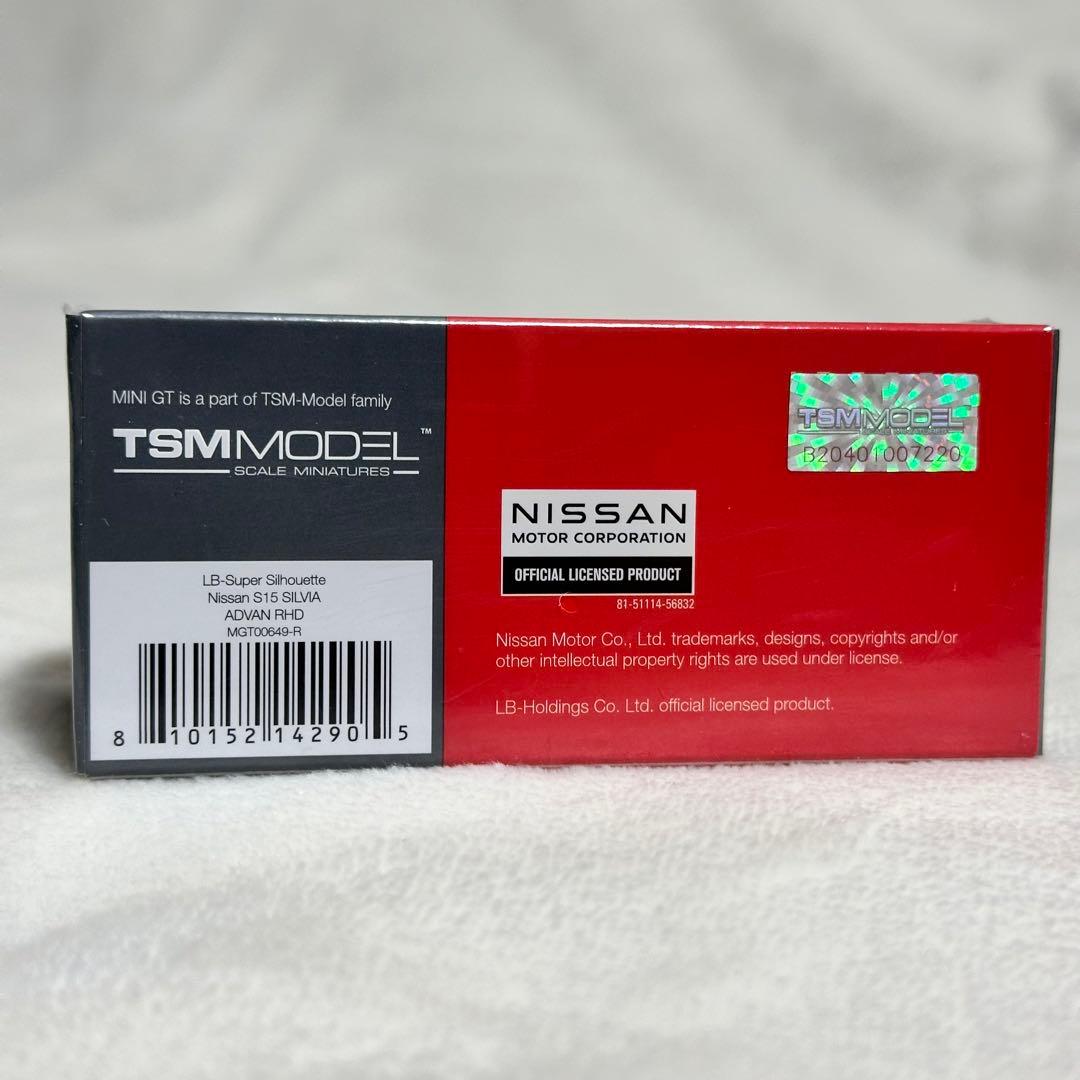 MINI GT is a part of TSM-Model family
TSMMODEL™
SCALE MINIATURES
LB-Super Silhouette
Nissan S15 SILVIA
ADVAN RHD
MGT00649-R
8 10152 14290 5
TSMMODEL
SCALE MINIATURES
B20401007220
NISSAN
MOTOR CORPORATION
OFFICIAL LICENSED PRODUCT
81-51114-56832
Nissan Motor Co., Ltd. trademarks, designs, copyrights and/or
other intellectual property rights are used under license.
LB-Holdings Co. Ltd. official licensed product.